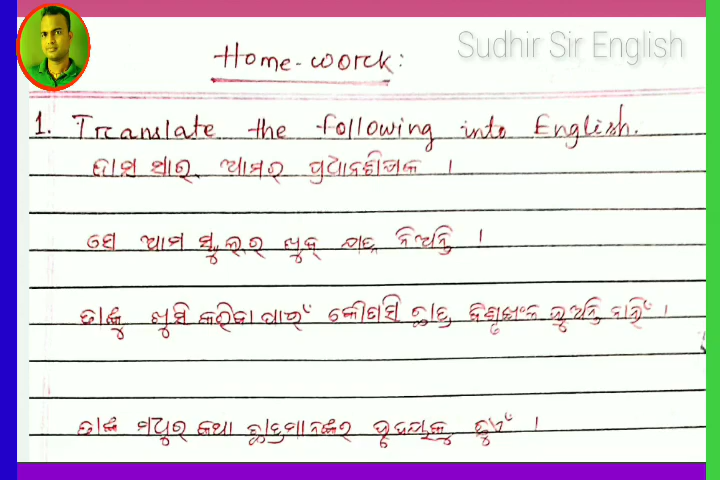 Sudhir Sir English
Home-work:
1. Translate the following into English.
ଦାସ ସାର୍ ଆମର ପ୍ରଧାନଶିକ୍ଷକ ।
ସେ ଆମ ସ୍କୁଲର ଖୁବ୍ ଯତ୍ନ ନିଅନ୍ତି ।
ତାଙ୍କୁ ଖୁସି କରିବା ପାଇଁ କୌଣସି ଛାତ୍ର ବିଶୃଙ୍ଖଳ ହୁଅନ୍ତି ନାହିଁ ।
ତାଙ୍କ ମଧୁର କଥା ଛାତ୍ରମାନଙ୍କର ହୃଦୟକୁ ଛୁଏଁ ।